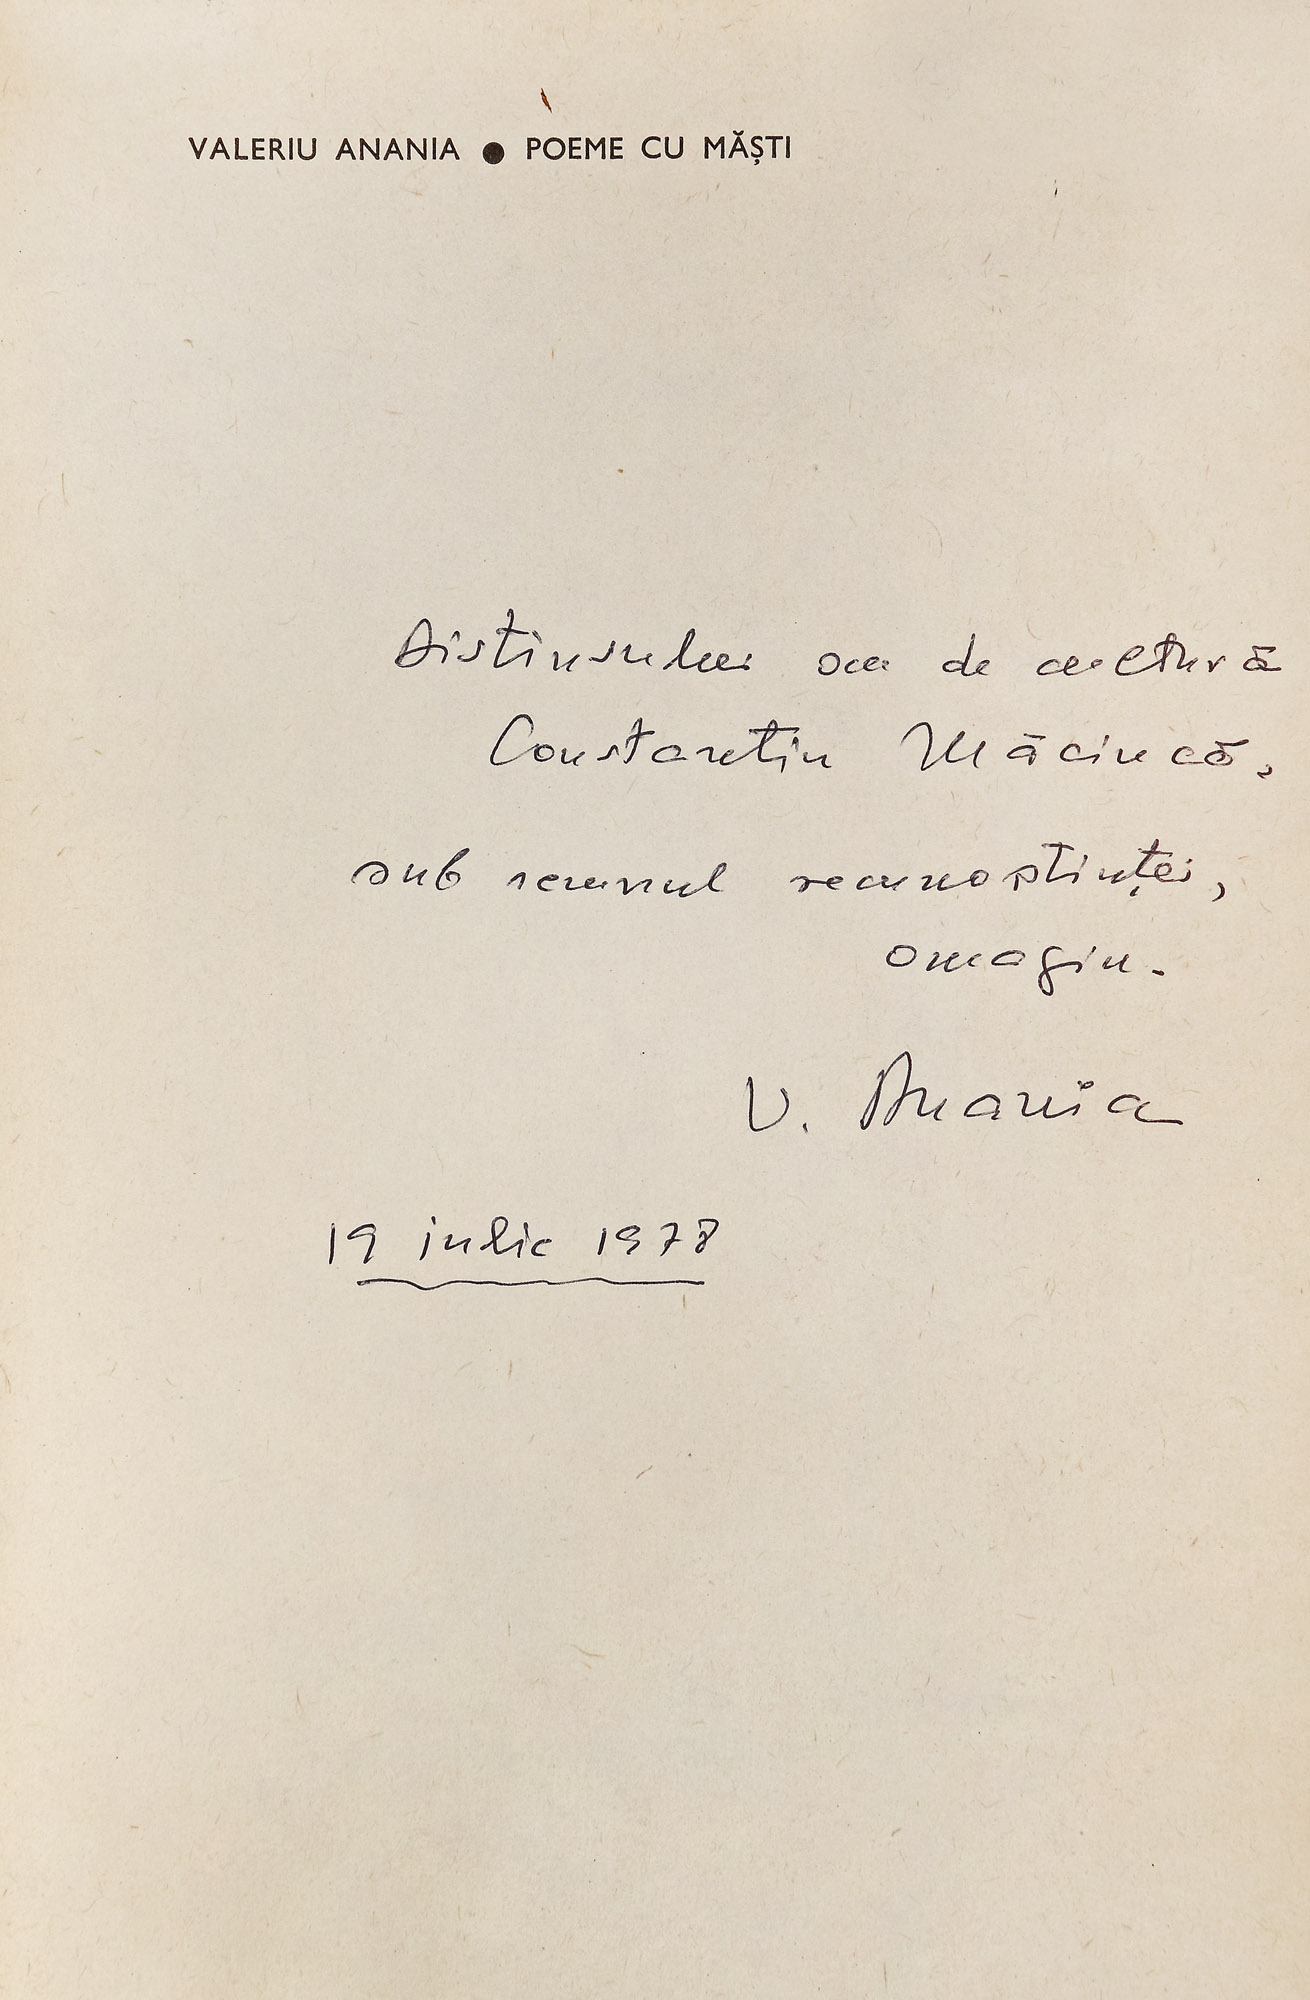 VALERIU ANANIA ● POEME CU MĂȘTI
Distinsului om de cultură
Constantin Măciucă,
sub semnul recunoștinței,
omagiu.
V. Anania
19 iulie 1978